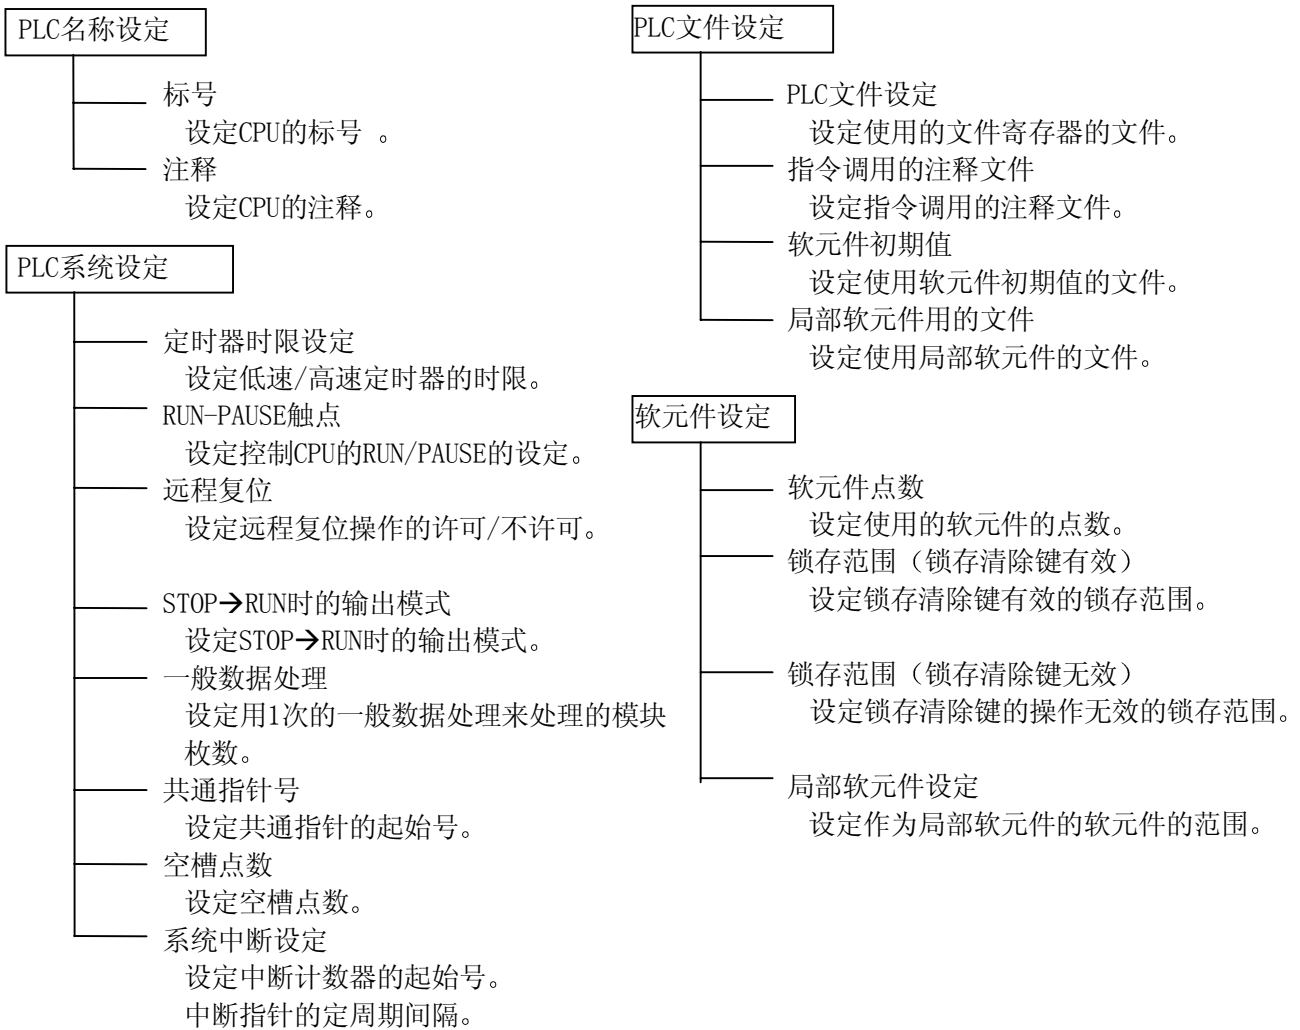 PLC名称设定
标号
设定CPU的标号 。
注释
设定CPU的注释。
PLC系统设定
定时器时限设定
设定低速/高速定时器的时限。
RUN-PAUSE触点
设定控制CPU的RUN/PAUSE的设定。
远程复位
设定远程复位操作的许可/不许可。
STOP→RUN时的输出模式
设定STOP→RUN时的输出模式。
一般数据处理
设定用1次的一般数据处理来处理的模块
枚数。
共通指针号
设定共通指针的起始号。
空槽点数
设定空槽点数。
系统中断设定
设定中断计数器的起始号。
中断指针的定周期间隔。
PLC文件设定
PLC文件设定
设定使用的文件寄存器的文件。
指令调用的注释文件
设定指令调用的注释文件。
软元件初期值
设定使用软元件初期值的文件。
局部软元件用的文件
设定使用局部软元件的文件。
软元件设定
软元件点数
设定使用的软元件的点数。
锁存范围（锁存清除键有效）
设定锁存清除键有效的锁存范围。
锁存范围（锁存清除键无效）
设定锁存清除键的操作无效的锁存范围。
局部软元件设定
设定作为局部软元件的软元件的范围。